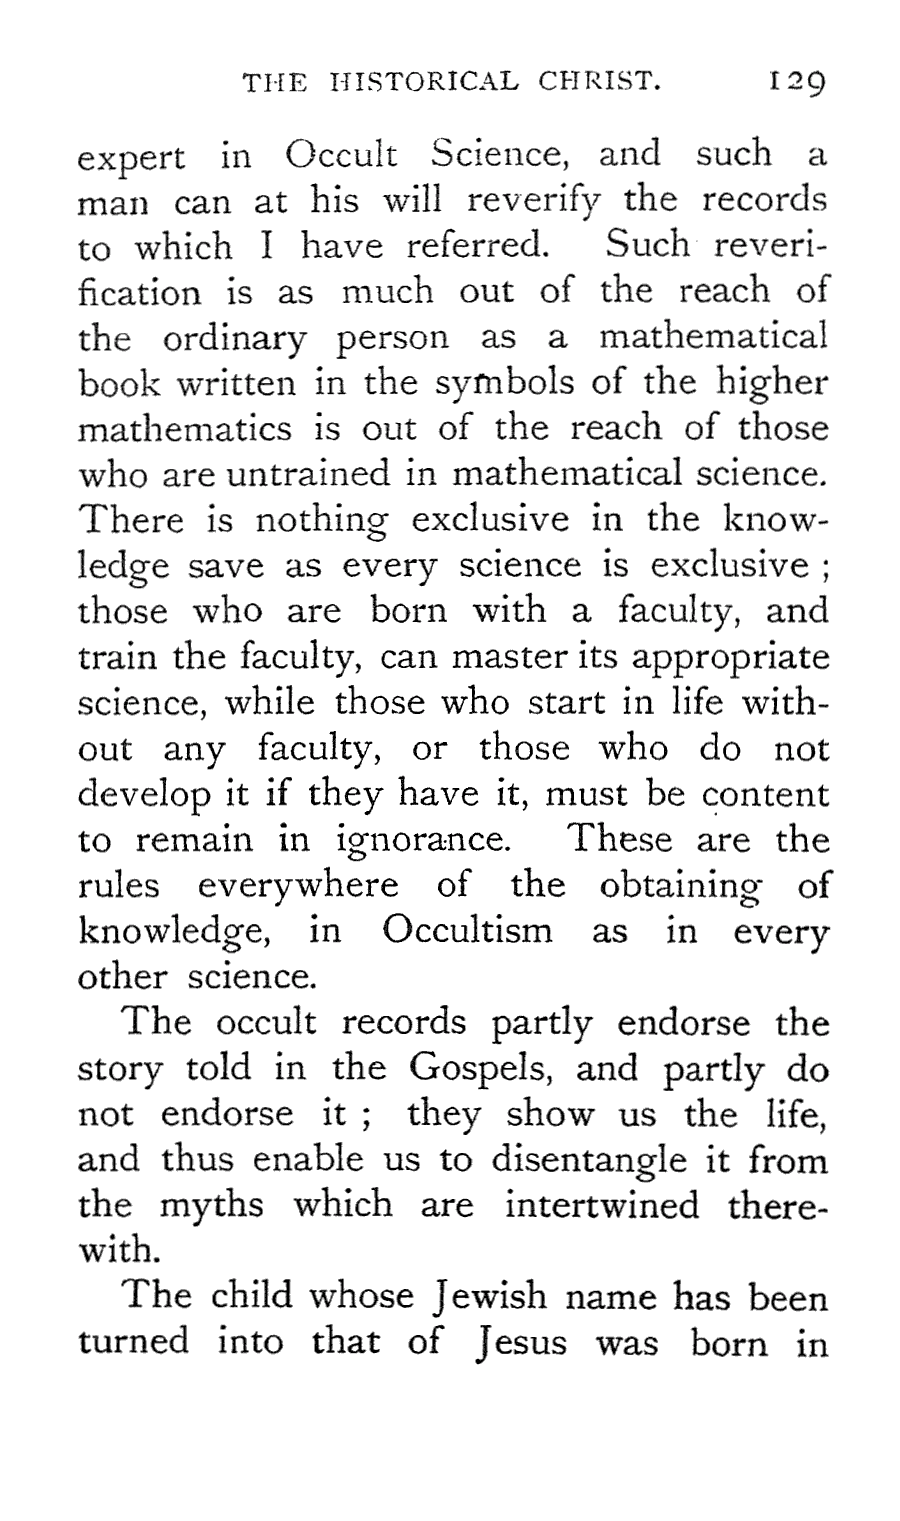 THE HISTORICAL CHRIST. 129
expert in Occult Science, and such a
man can at his will reverify the records
to which I have referred. Such reveri-
fication is as much out of the reach of
the ordinary person as a mathematical
book written in the symbols of the higher
mathematics is out of the reach of those
who are untrained in mathematical science.
There is nothing exclusive in the know-
ledge save as every science is exclusive ;
those who are born with a faculty, and
train the faculty, can master its appropriate
science, while those who start in life with-
out any faculty, or those who do not
develop it if they have it, must be content
to remain in ignorance. These are the
rules everywhere of the obtaining of
knowledge, in Occultism as in every
other science.
The occult records partly endorse the
story told in the Gospels, and partly do
not endorse it ; they show us the life,
and thus enable us to disentangle it from
the myths which are intertwined there-
with.
The child whose Jewish name has been
turned into that of Jesus was born in